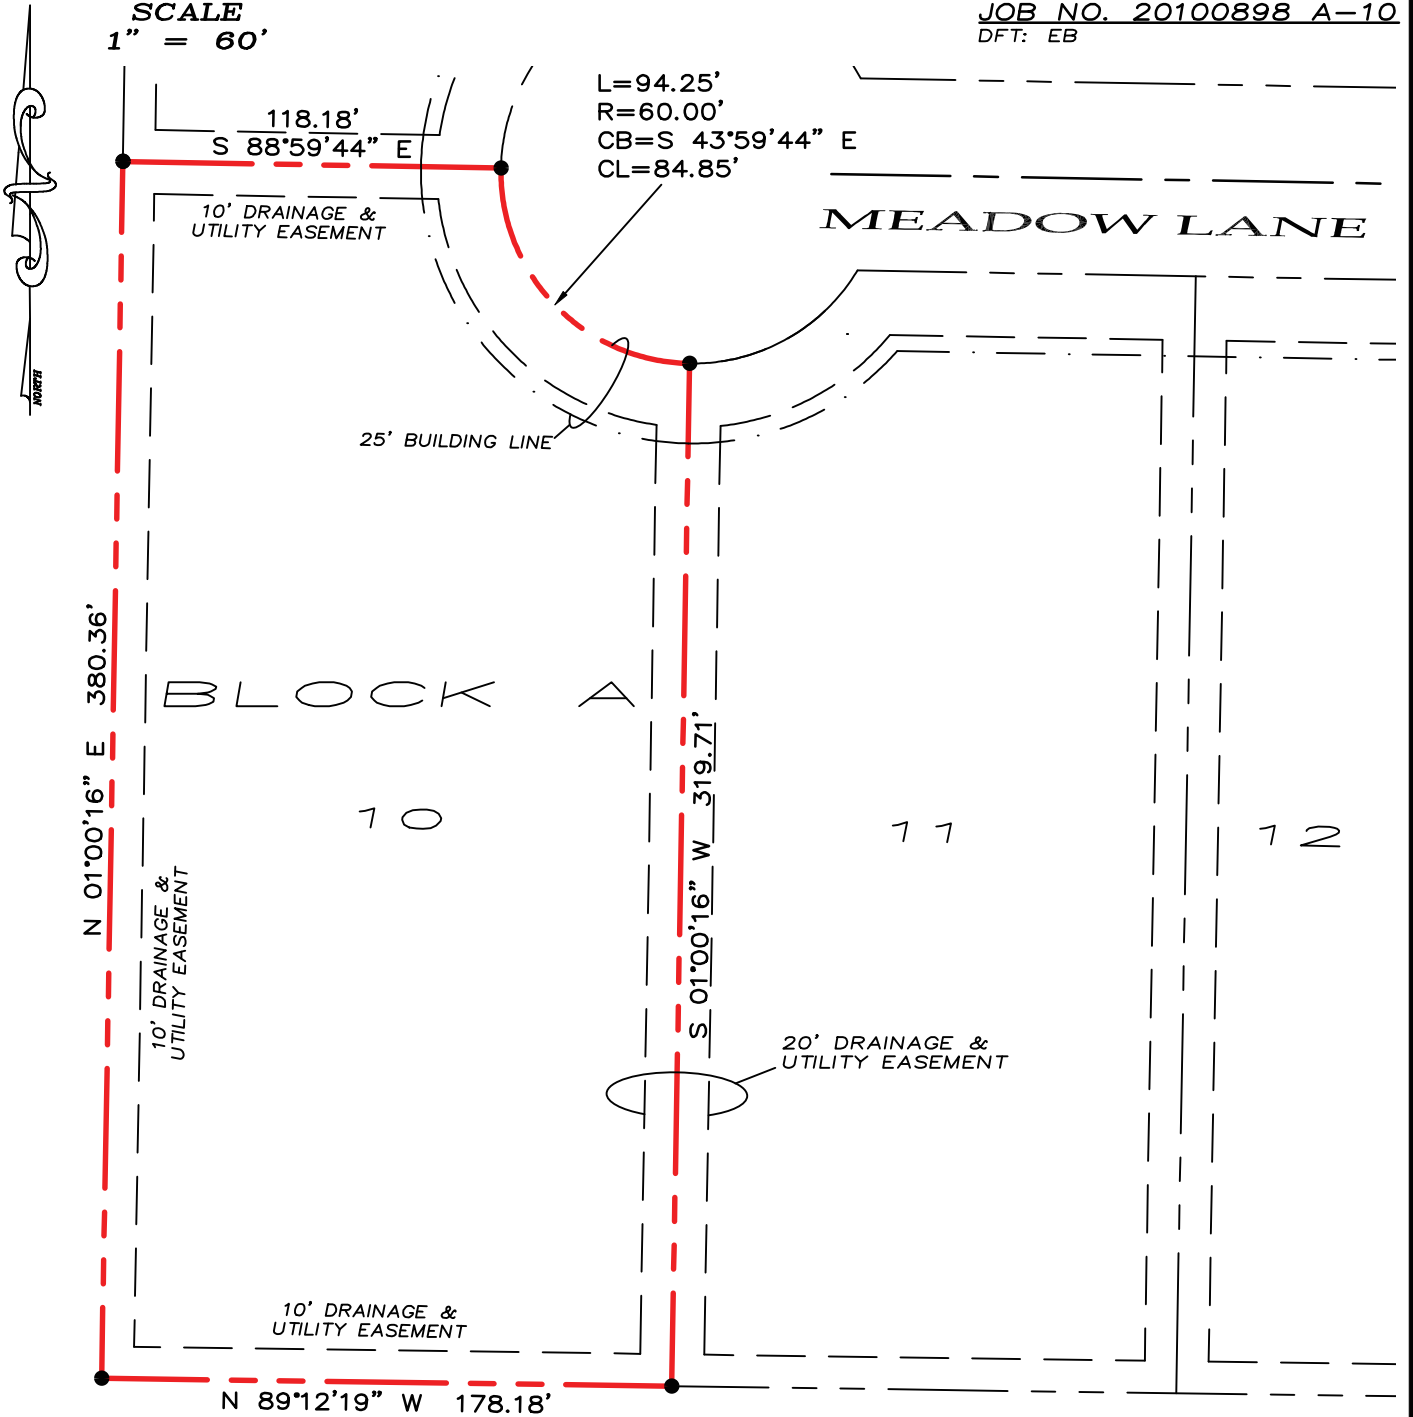 SCALE
1" = 60'
JOB NO. 20100898 A-10
DFT: EB
L=94.25'
R=60.00'
CB=S 43°59'44" E
CL=84.85'
118.18'
S 88°59'44" E
10' DRAINAGE &
UTILITY EASEMENT
MEADOW LANE
NORTH
25' BUILDING LINE
N 01°00'16" E 380.36'
BLOCK A
S 01°00'16" W 319.71'
10
11
12
10' DRAINAGE &
UTILITY EASEMENT
20' DRAINAGE &
UTILITY EASEMENT
10' DRAINAGE &
UTILITY EASEMENT
N 89°12'19" W 178.18'